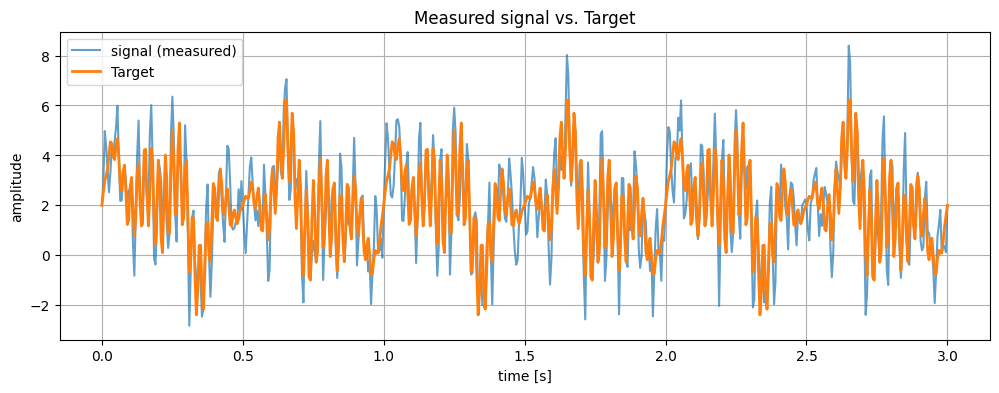 Measured signal vs. Target
signal (measured)
Target
amplitude
8
6
4
2
0
−2
0.0 0.5 1.0 1.5 2.0 2.5 3.0
time [s]